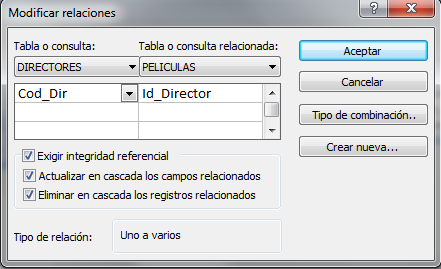 Modificar relaciones
?
Tabla o consulta: Tabla o consulta relacionada:
DIRECTORES PELICULAS
Cod_Dir Id_Director
Exigir integridad referencial
Actualizar en cascada los campos relacionados
Eliminar en cascada los registros relacionados
Tipo de relación: Uno a varios
Aceptar
Cancelar
Tipo de combinación..
Crear nueva...